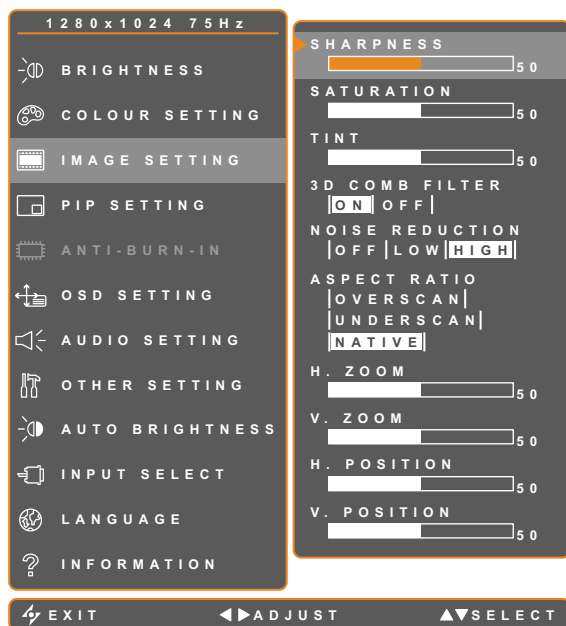 1280x1024 75Hz
BRIGHTNESS
COLOUR SETTING
IMAGE SETTING
PIP SETTING
ANTI-BURN-IN
OSD SETTING
AUDIO SETTING
OTHER SETTING
AUTO BRIGHTNESS
INPUT SELECT
LANGUAGE
INFORMATION
SHARPNESS
50
SATURATION
50
TINT
50
3D COMB FILTER
ON OFF
NOISE REDUCTION
OFF LOW HIGH
ASPECT RATIO
OVERSCAN
UNDERSCAN
NATIVE
H. ZOOM
50
V. ZOOM
50
H. POSITION
50
V. POSITION
50
EXIT ADJUST SELECT